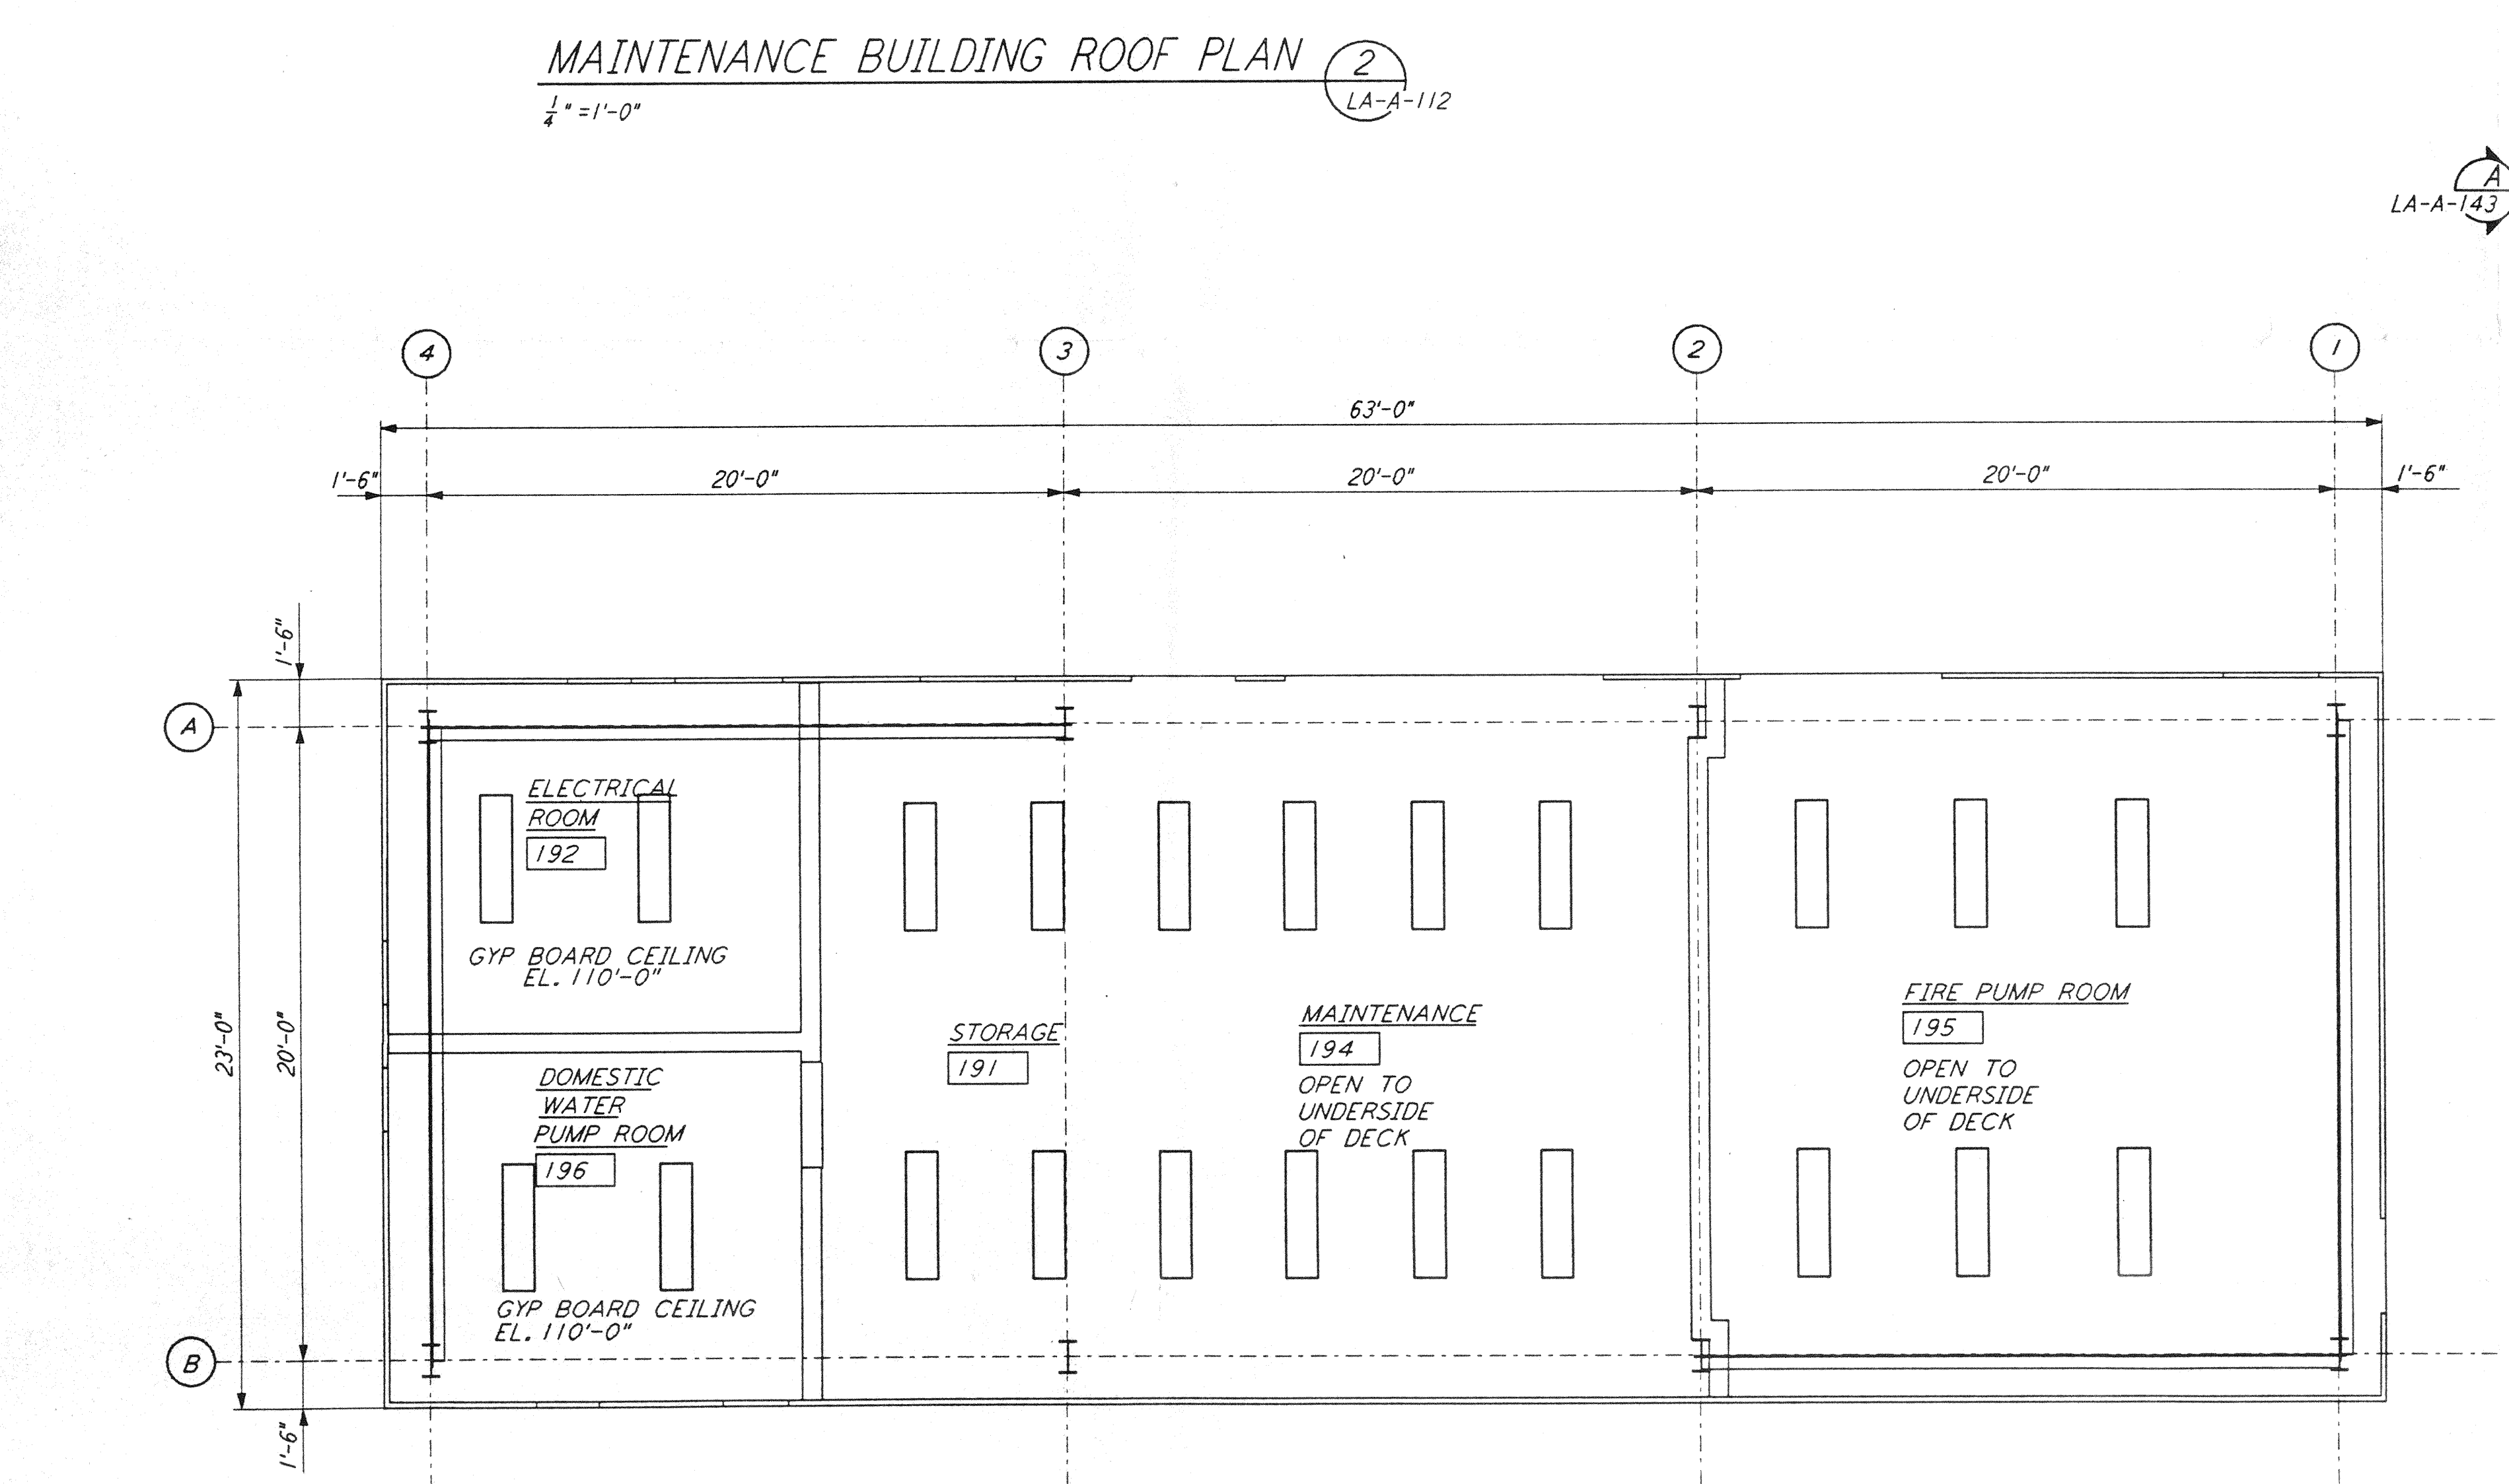 MAINTENANCE BUILDING ROOF PLAN
2
LA-A-112
1/4" =1'-0"
A
LA-A-143
4
3
2
1
63'-0"
1'-6"
20'-0"
20'-0"
20'-0"
1'-6"
1'-6"
A
ELECTRICAL
ROOM
192
GYP BOARD CEILING
EL. 110'-0"
23'-0"
20'-0"
STORAGE
191
MAINTENANCE
194
OPEN TO
UNDERSIDE
OF DECK
FIRE PUMP ROOM
195
OPEN TO
UNDERSIDE
OF DECK
DOMESTIC
WATER
PUMP ROOM
196
GYP BOARD CEILING
EL. 110'-0"
B
1'-6"